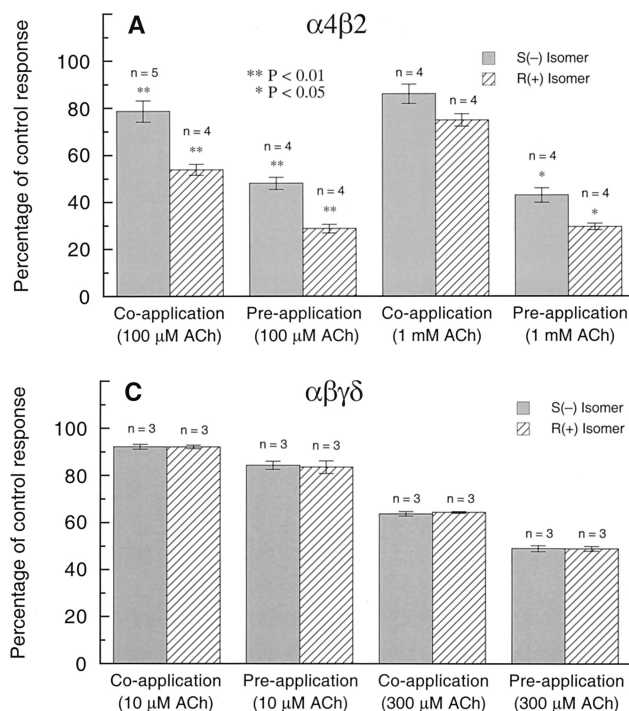 A
α4β2
Percentage of control response
100
80
60
40
20
0
S(−) Isomer
R(+) Isomer
** P < 0.01
* P < 0.05
n = 5
**
n = 4
**
n = 4
**
n = 4
**
n = 4
n = 4
n = 4
*
n = 4
*
Co-application
(100 μM ACh)
Pre-application
(100 μM ACh)
Co-application
(1 mM ACh)
Pre-application
(1 mM ACh)
C
αβγδ
Percentage of control response
100
80
60
40
20
0
S(−) Isomer
R(+) Isomer
n = 3
n = 3
n = 3
n = 3
n = 3
n = 3
n = 3
n = 3
Co-application
(10 μM ACh)
Pre-application
(10 μM ACh)
Co-application
(300 μM ACh)
Pre-application
(300 μM ACh)